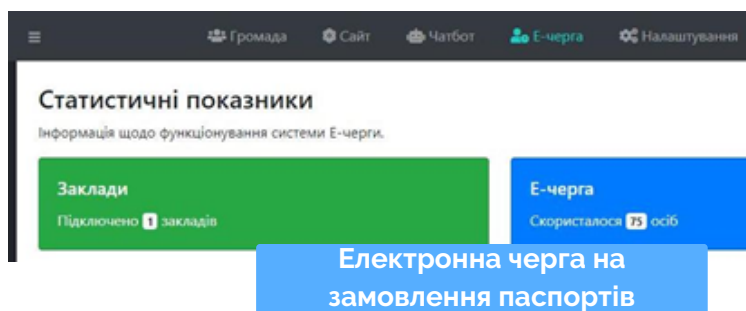 Громада Сайт Чатбот Е-черга Налаштування
Статистичні показники
Інформація щодо функціонування системи Е-черги.
Заклади
Підключено 1 закладів
Е-черга
Скористалося 75 осіб
Електронна черга на
замовлення паспортів